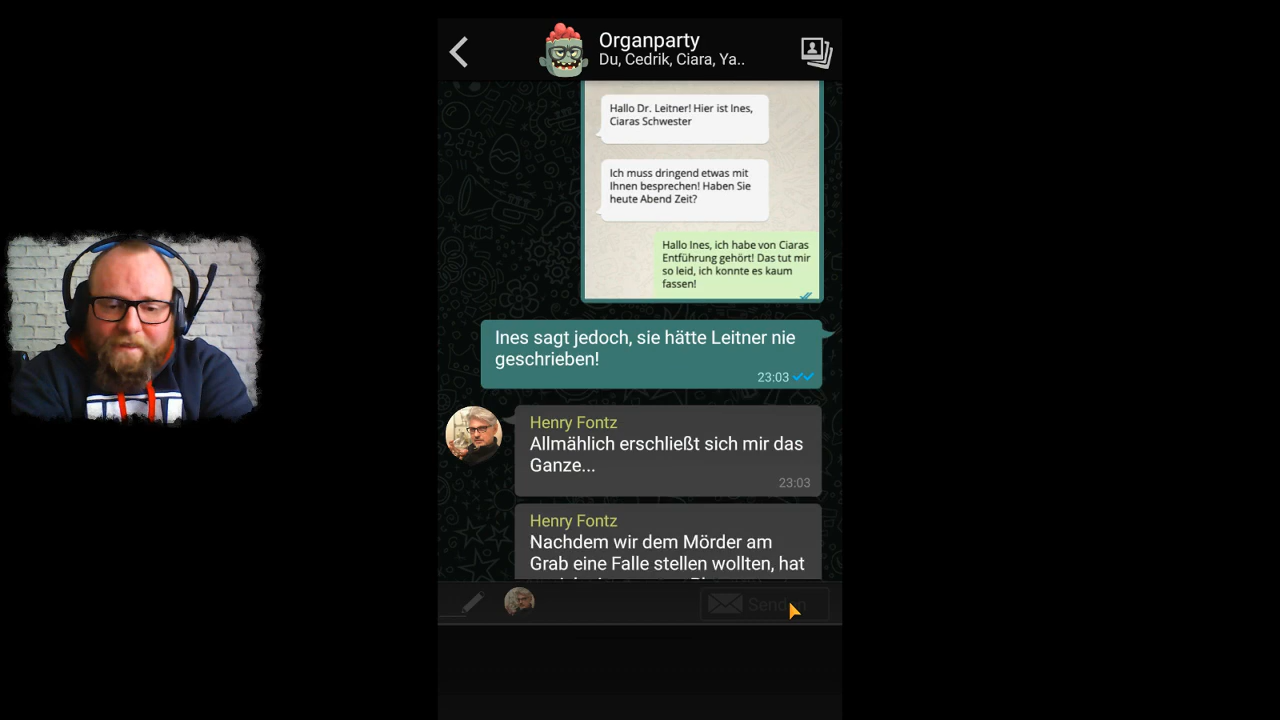 Organparty
Du, Cedrik, Ciara, Ya..
Hallo Dr. Leitner! Hier ist Ines,
Ciaras Schwester
Ich muss dringend etwas mit
Ihnen besprechen! Haben Sie
heute Abend Zeit?
Hallo Ines, ich habe von Ciaras
Entführung gehört! Das tut mir
so leid, ich konnte es kaum
fassen!
Ines sagt jedoch, sie hätte Leitner nie
geschrieben!
23:03
Henry Fontz
Allmählich erschließt sich mir das
Ganze...
23:03
Henry Fontz
Nachdem wir dem Mörder am
Grab eine Falle stellen wollten, hat
Senden